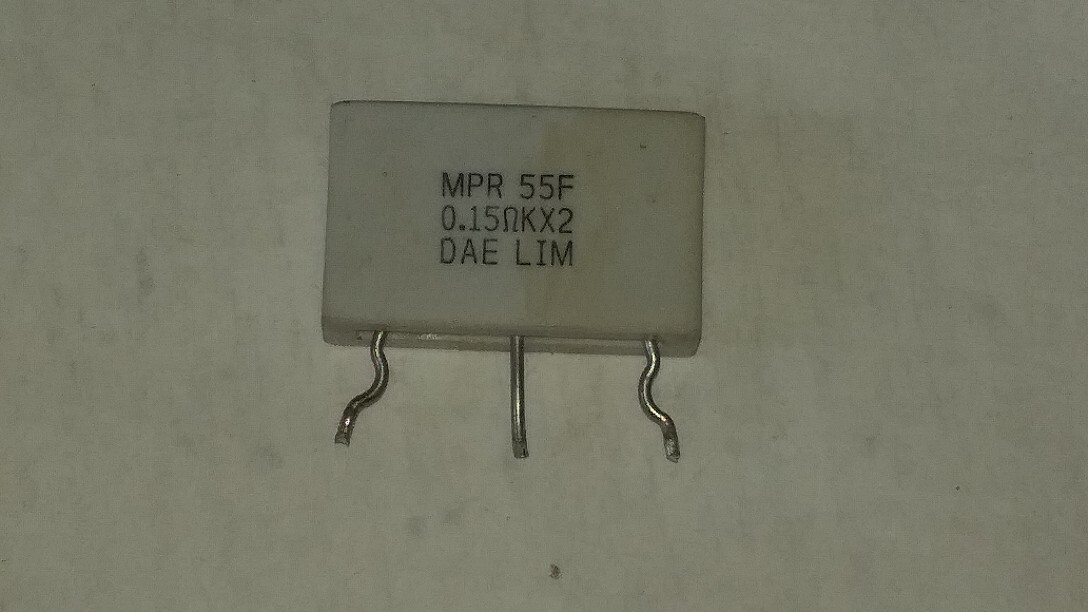 MPR 55F
0.15ΩKX2
DAE LIM